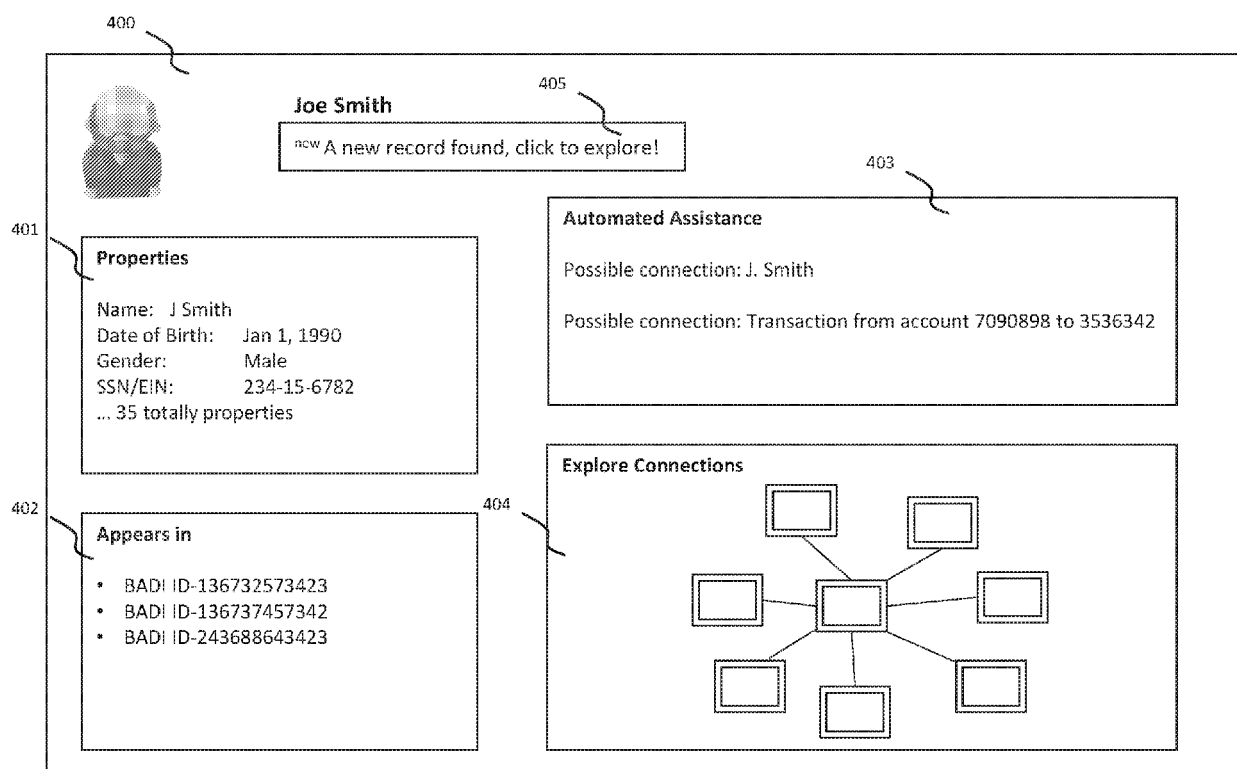 400
405
Joe Smith
new A new record found, click to explore!
403
Automated Assistance
Possible connection: J. Smith
Possible connection: Transaction from account 7090898 to 3536342
401
Properties
Name: J Smith
Date of Birth: Jan 1, 1990
Gender: Male
SSN/EIN: 234-15-6782
... 35 totally properties
402
Appears in
• BADI ID-136732573423
• BADI ID-136737457342
• BADI ID-243688643423
404
Explore Connections